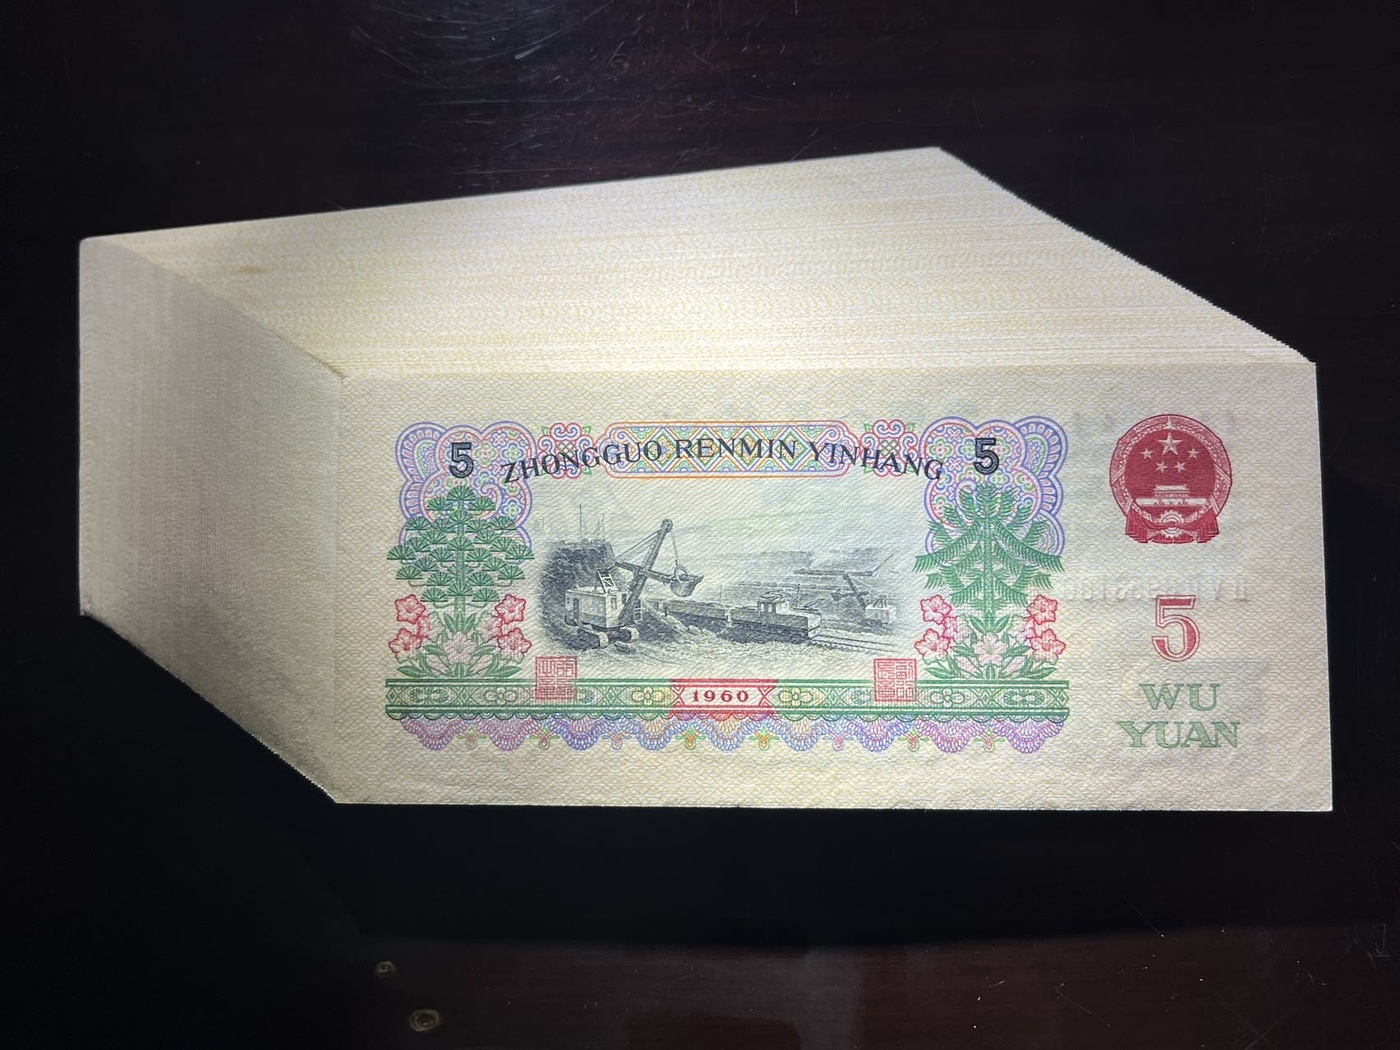 5 ZHONGGUO RENMIN YINHANG 5
5
1960
WU
YUAN